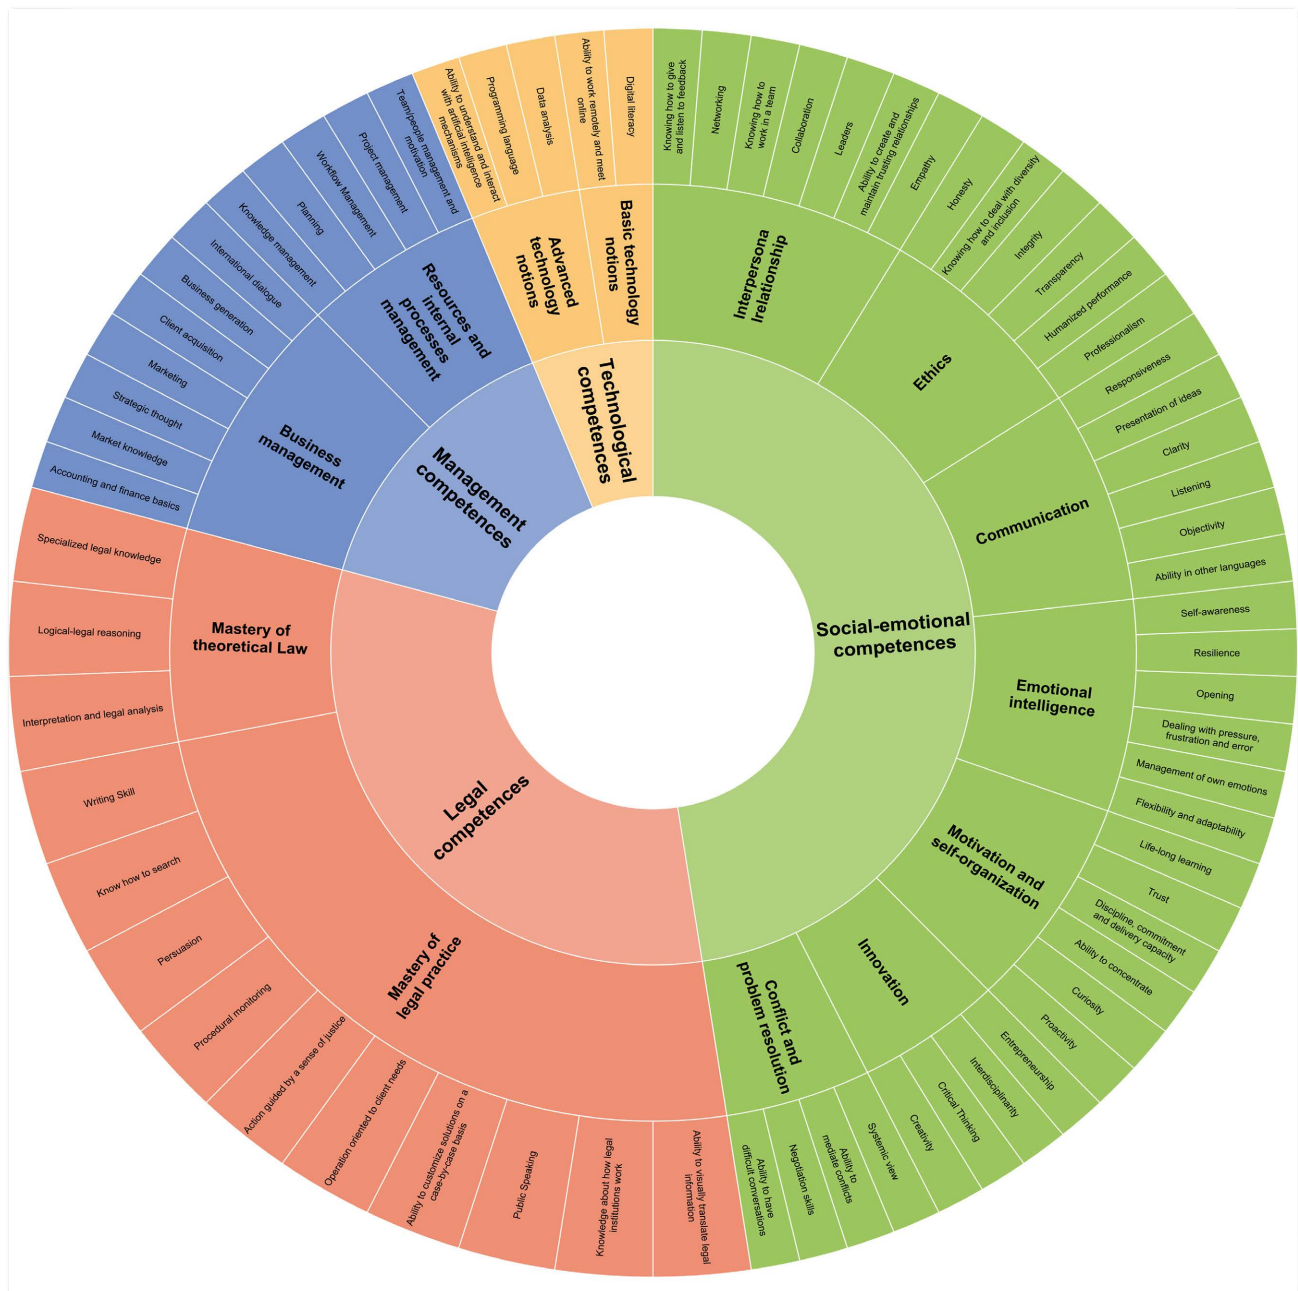 Social-emotional
competences
Interpersona
lrelationship
Knowing how to give
and listen to feedback
Networking
Knowing how to
work in a team
Collaboration
Leaders
Ability to create and
maintain trusting relationships
Empathy
Ethics
Honesty
Knowing how to deal with diversity
and inclusion
Integrity
Transparency
Humanized performance
Professionalism
Communication
Responsiveness
Presentation of ideas
Clarity
Listening
Objectivity
Ability in other languages
Emotional
intelligence
Self-awareness
Resilience
Opening
Dealing with pressure,
frustration and error
Management of own emotions
Flexibility and adaptability
Motivation and
self-organization
Life-long learning
Trust
Discipline, commitment
and delivery capacity
Ability to concentrate
Curiosity
Proactivity
Innovation
Entrepreneurship
Interdisciplinarity
Critical Thinking
Creativity
Conflict and
problem resolution
Systemic view
Ability to
mediate conflicts
Negotiation skills
Ability to have
difficult conversations
Legal
competences
Mastery of
legal practice
Ability to visually translate legal
information
Knowledge about how legal
institutions work
Public Speaking
Ability to customize solutions on a
case-by-case basis
Operation oriented to client needs
Action guided by a sense of justice
Procedural monitoring
Persuasion
Know how to search
Writing Skill
Mastery of
theoretical Law
Interpretation and legal analysis
Logical-legal reasoning
Specialized legal knowledge
Management
competences
Business
management
Accounting and finance basics
Market knowledge
Strategic thought
Marketing
Client acquisition
Business generation
International dialogue
Resources and
internal
processes
management
Knowledge management
Planning
Workflow Management
Project management
Team/people management and
motivation
Technological
competences
Advanced
technology
notions
Ability to understand and interact
with artificial intelligence
mechanisms
Programming language
Data analysis
Basic technology
notions
Ability to work remotely and meet
online
Digital literacy